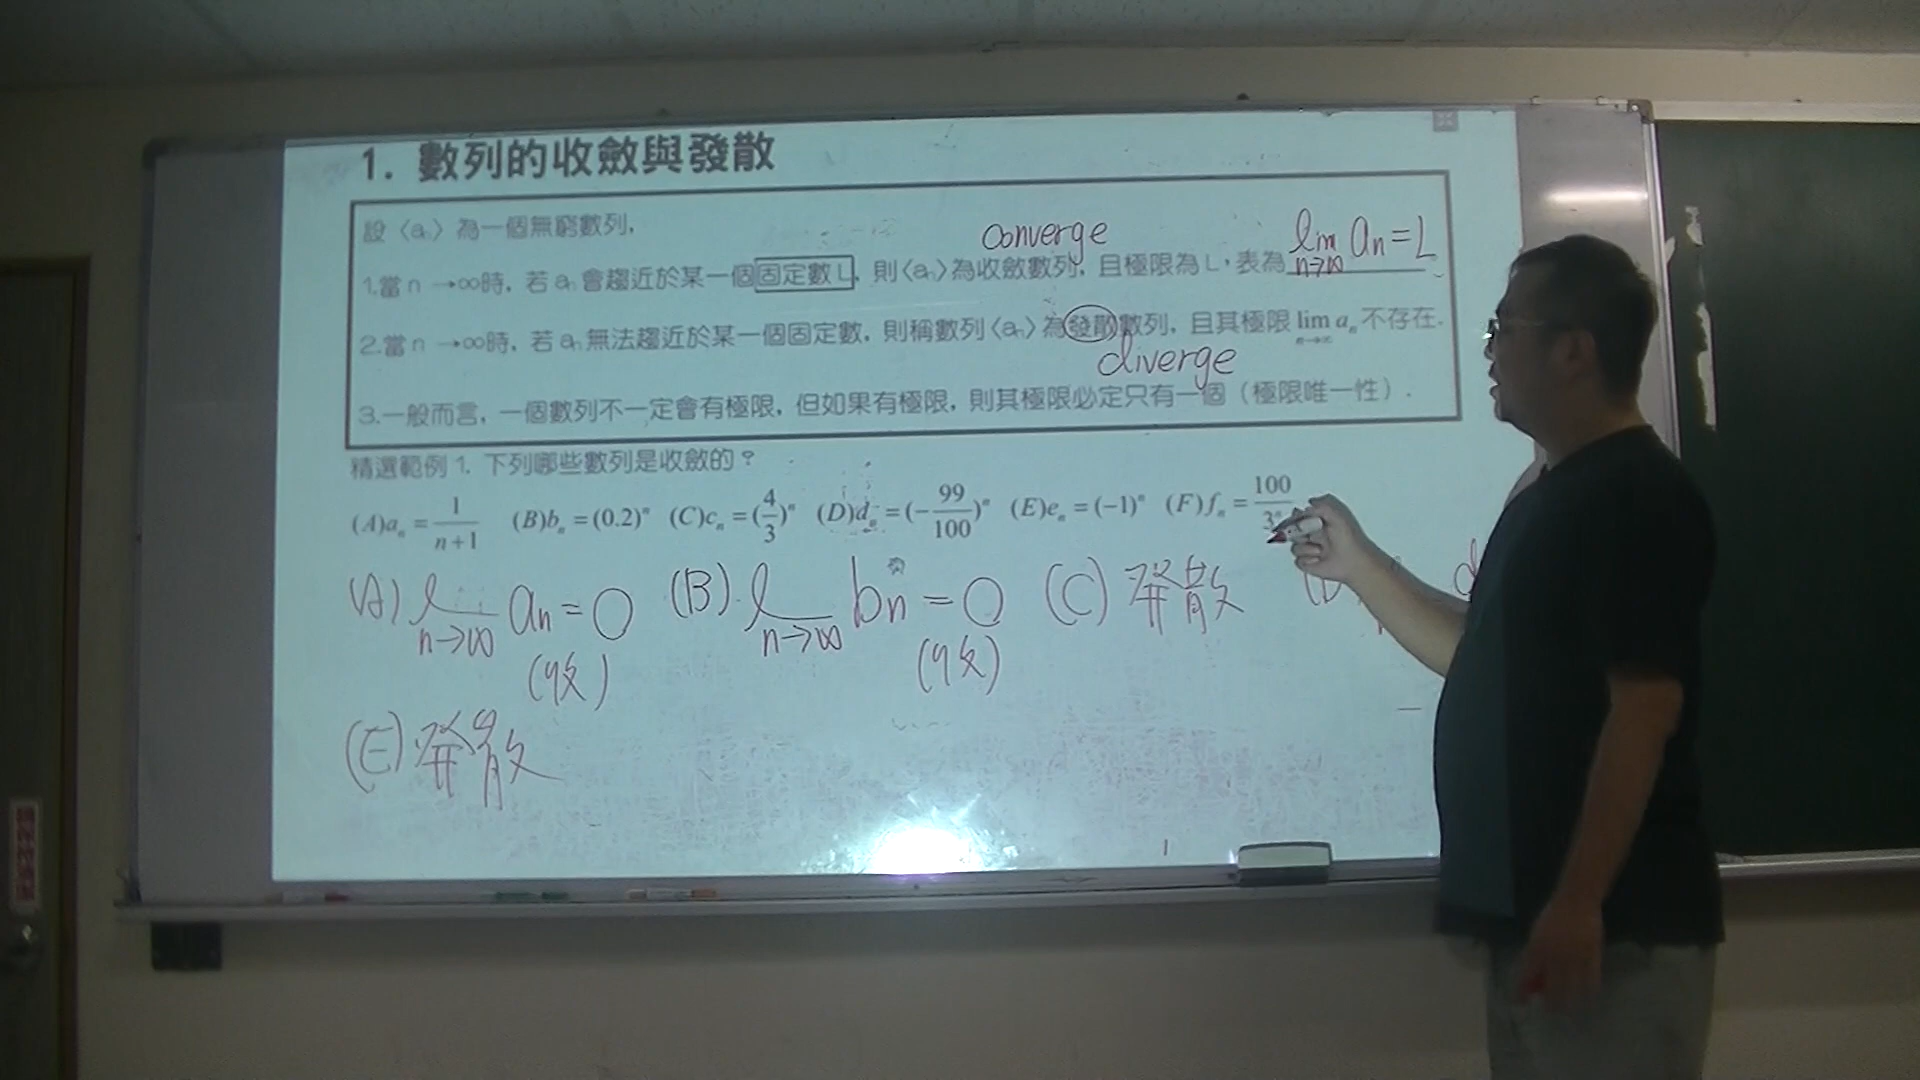 1. 數列的收斂與發散
設〈aₙ〉為一個無窮數列,
converge
1.當 n →∞時, 若 aₙ 會趨近於某一個固定數 L, 則〈aₙ〉為收斂數列, 且極限為 L, 表為 lim n→∞ an = L
2.當 n →∞時, 若 aₙ 無法趨近於某一個固定數, 則稱數列〈aₙ〉為發散數列, 且其極限 lim n→∞ aₙ 不存在.
diverge
3.一般而言, 一個數列不一定會有極限, 但如果有極限, 則其極限必定只有一個（極限唯一性）.
精選範例 1. 下列哪些數列是收斂的？
(A)aₙ = 1/(n+1) (B)bₙ = (0.2)ⁿ (C)cₙ = (4/3)ⁿ (D)dₙ = (−99/100)ⁿ (E)eₙ = (−1)ⁿ (F)fₙ = 100/3ⁿ
(A) l n→∞ an = 0 (B) l n→∞ bn = 0 (C) 発散
(收) (收)
(E) 発散
1